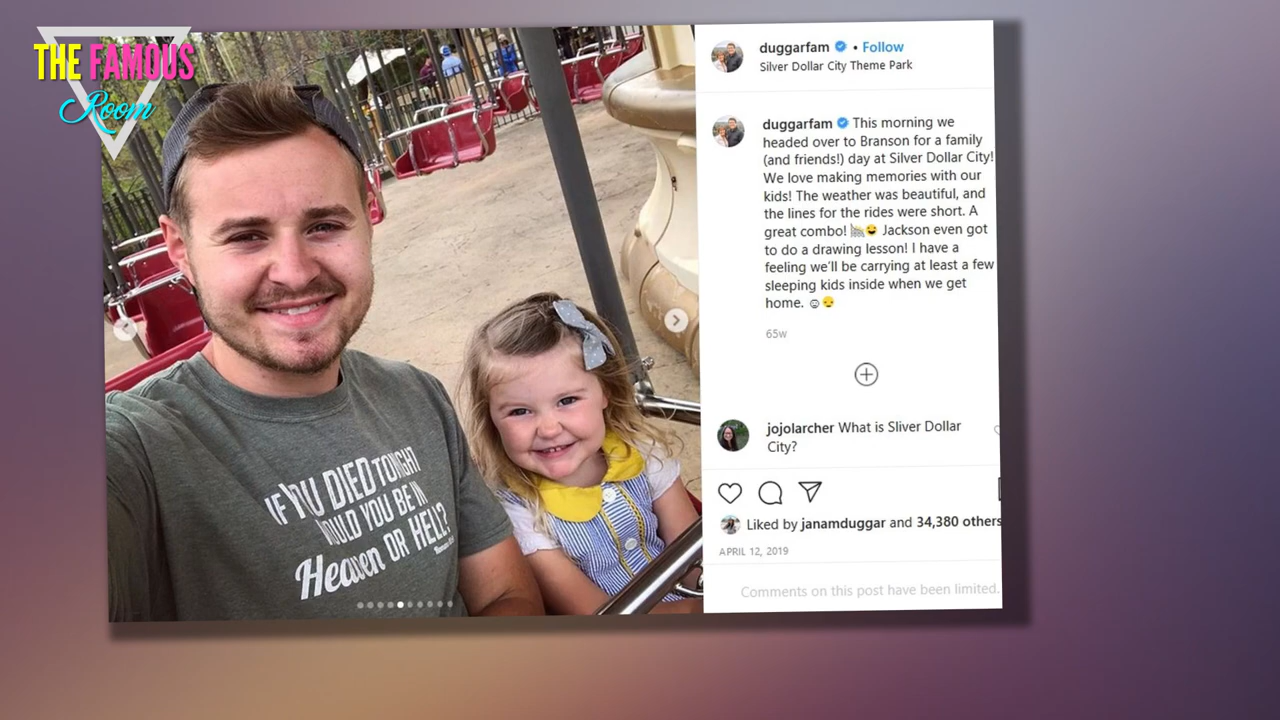 THE FAMOUS
Room
duggarfam • Follow
Silver Dollar City Theme Park
duggarfam This morning we
headed over to Branson for a family
(and friends!) day at Silver Dollar City!
We love making memories with our
kids! The weather was beautiful, and
the lines for the rides were short. A
great combo! 🎢😄 Jackson even got
to do a drawing lesson! I have a
feeling we'll be carrying at least a few
sleeping kids inside when we get
home. ☺😌
65w
jojolarcher What is Sliver Dollar
City?
Liked by janamduggar and 34,380 others
APRIL 12, 2019
Comments on this post have been limited.
IF YOU DIED TONIGHT
WOULD YOU BE IN
Heaven OR HELL?